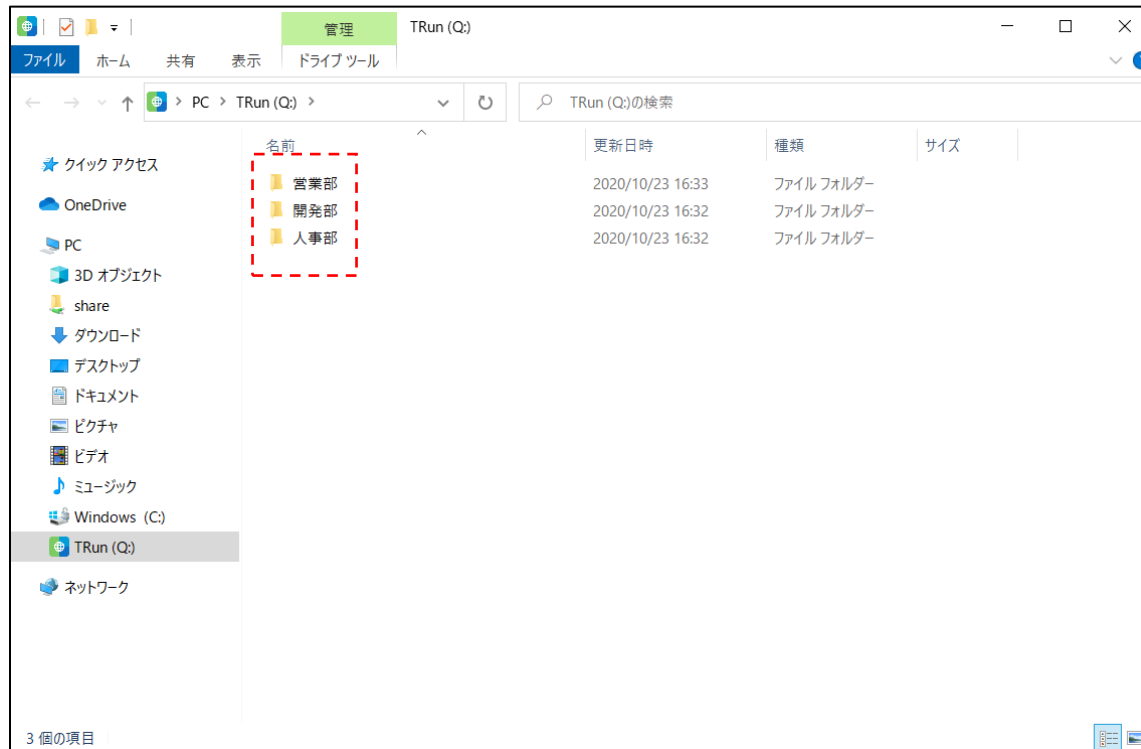 管理 TRun (Q:)
ファイル ホーム 共有 表示 ドライブ ツール
PC > TRun (Q:) > TRun (Q:)の検索
名前 更新日時 種類 サイズ
クイック アクセス
営業部 2020/10/23 16:33 ファイル フォルダー
OneDrive
開発部 2020/10/23 16:32 ファイル フォルダー
PC
人事部 2020/10/23 16:32 ファイル フォルダー
3D オブジェクト
share
ダウンロード
デスクトップ
ドキュメント
ピクチャ
ビデオ
ミュージック
Windows (C:)
TRun (Q:)
ネットワーク
3 個の項目